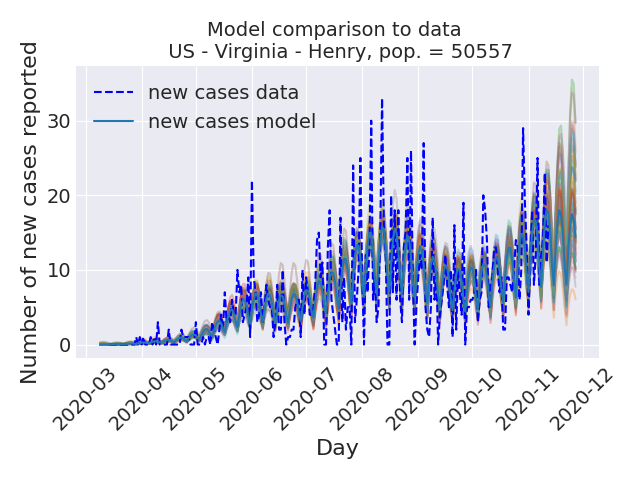 Model comparison to data
US - Virginia - Henry, pop. = 50557
Number of new cases reported
new cases data
new cases model
30
20
10
0
2020-03
2020-04
2020-05
2020-06
2020-07
2020-08
2020-09
2020-10
2020-11
2020-12
Day